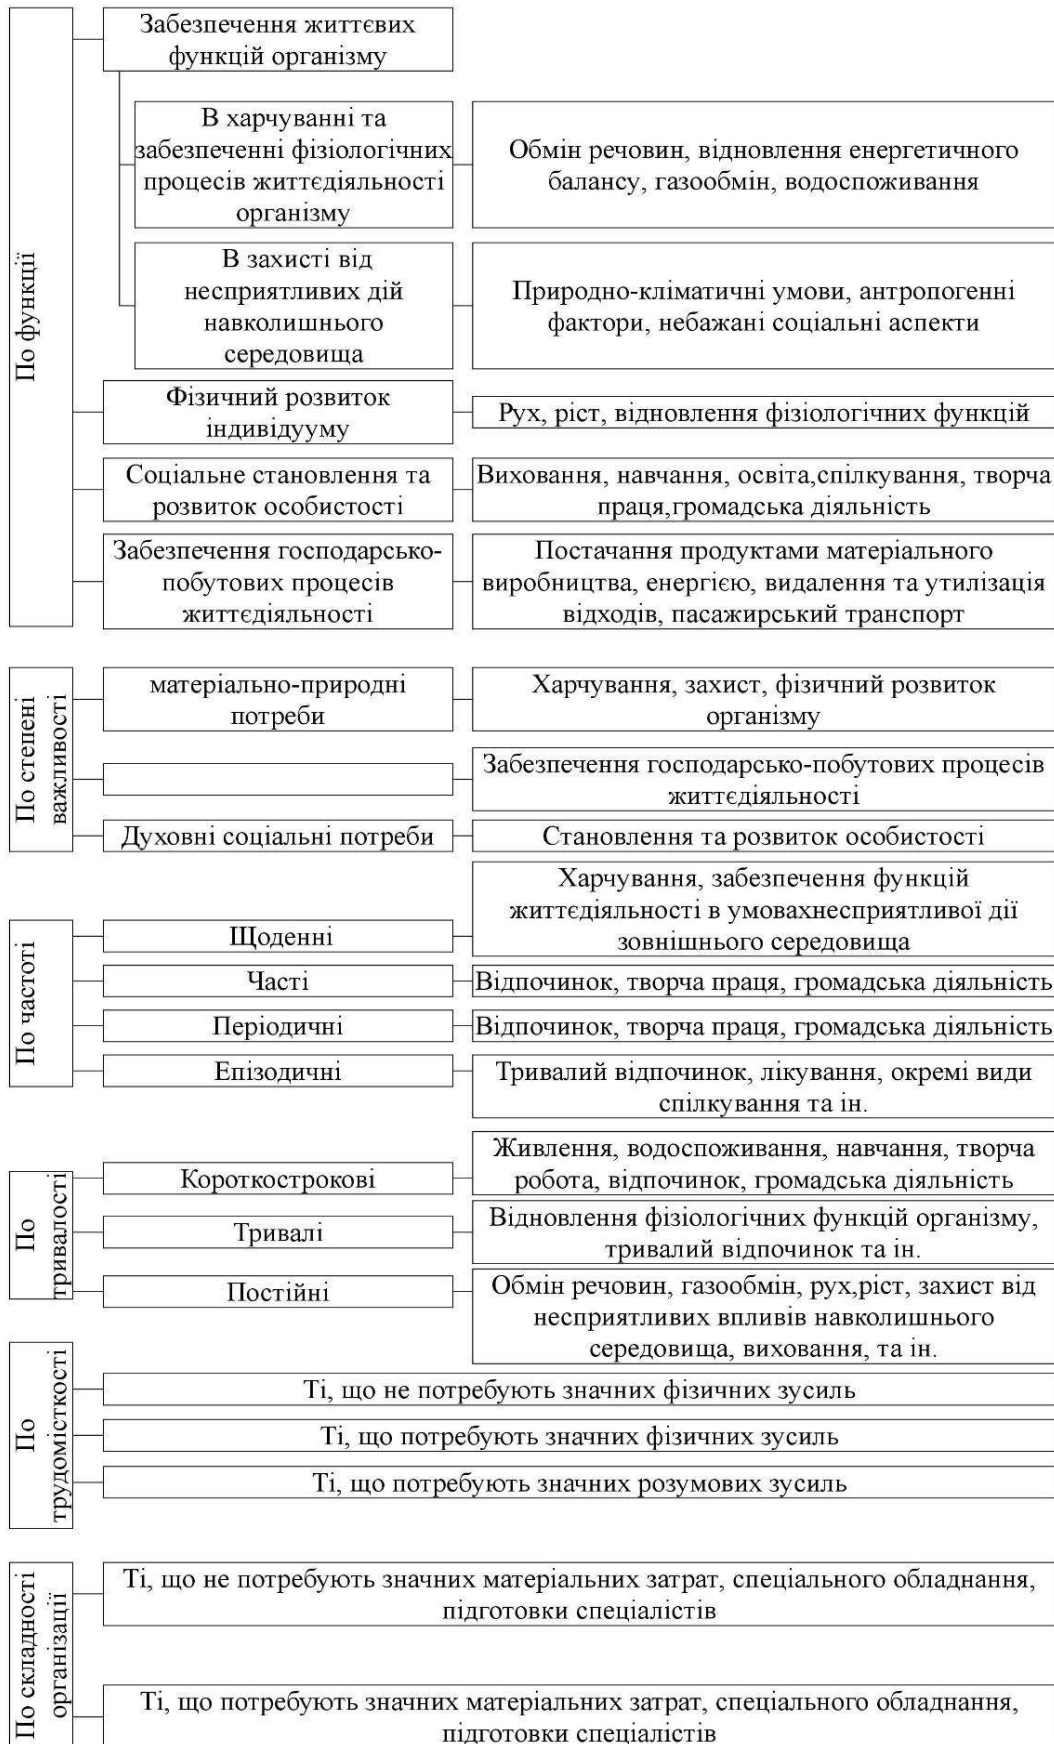 По функції
Забезпечення життєвих
функцій організму
В харчуванні та
забезпеченні фізіологічних
процесів життєдіяльності
організму
Обмін речовин, відновлення енергетичного
балансу, газообмін, водоспоживання
В захисті від
несприятливих дій
навколишнього
середовища
Природно-кліматичні умови, антропогенні
фактори, небажані соціальні аспекти
Фізичний розвиток
індивідууму
Рух, ріст, відновлення фізіологічних функцій
Соціальне становлення та
розвиток особистості
Виховання, навчання, освіта,спілкування, творча
праця,громадська діяльність
Забезпечення господарсько-
побутових процесів
життєдіяльності
Постачання продуктами матеріального
виробництва, енергією, видалення та утилізація
відходів, пасажирський транспорт
По степені
важливості
матеріально-природні
потреби
Харчування, захист, фізичний розвиток
організму
Забезпечення господарсько-побутових процесів
життєдіяльності
Духовні соціальні потреби
Становлення та розвиток особистості
По частоті
Щоденні
Харчування, забезпечення функцій
життєдіяльності в умовахнесприятливої дії
зовнішнього середовища
Часті
Відпочинок, творча праця, громадська діяльність
Періодичні
Відпочинок, творча праця, громадська діяльність
Епізодичні
Тривалий відпочинок, лікування, окремі види
спілкування та ін.
По
тривалості
Короткострокові
Живлення, водоспоживання, навчання, творча
робота, відпочинок, громадська діяльність
Тривалі
Відновлення фізіологічних функцій організму,
тривалий відпочинок та ін.
Постійні
Обмін речовин, газообмін, рух,ріст, захист від
несприятливих впливів навколишнього
середовища, виховання, та ін.
По
трудомісткості
Ті, що не потребують значних фізичних зусиль
Ті, що потребують значних фізичних зусиль
Ті, що потребують значних розумових зусиль
По складності
організації
Ті, що не потребують значних матеріальних затрат, спеціального обладнання,
підготовки спеціалістів
Ті, що потребують значних матеріальних затрат, спеціального обладнання,
підготовки спеціалістів